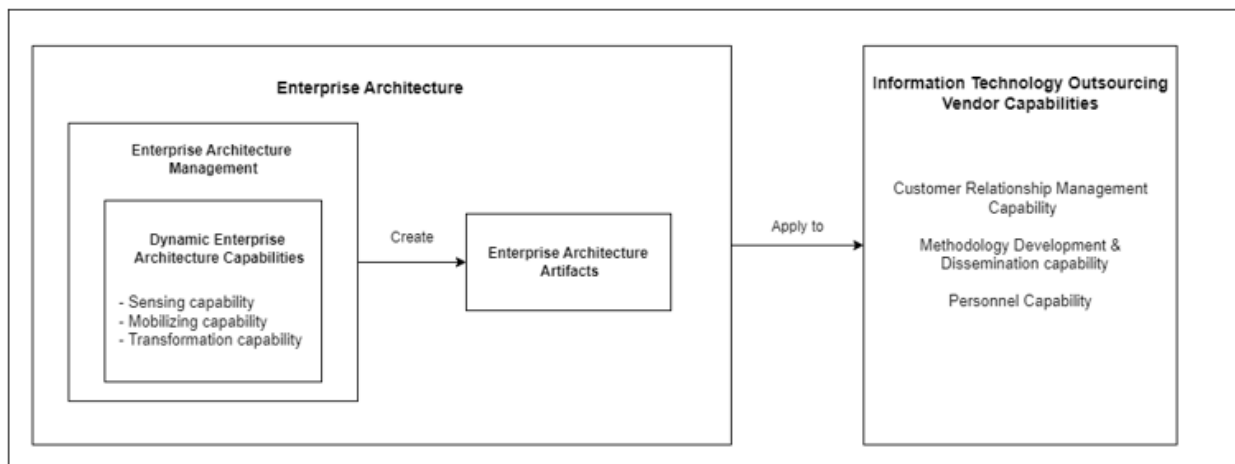 Enterprise Architecture
Enterprise Architecture
Management
Dynamic Enterprise
Architecture Capabilities
- Sensing capability
- Mobilizing capability
- Transformation capability
Create
Enterprise Architecture
Artifacts
Apply to
Information Technology Outsourcing
Vendor Capabilities
Customer Relationship Management
Capability
Methodology Development &
Dissemination capability
Personnel Capability